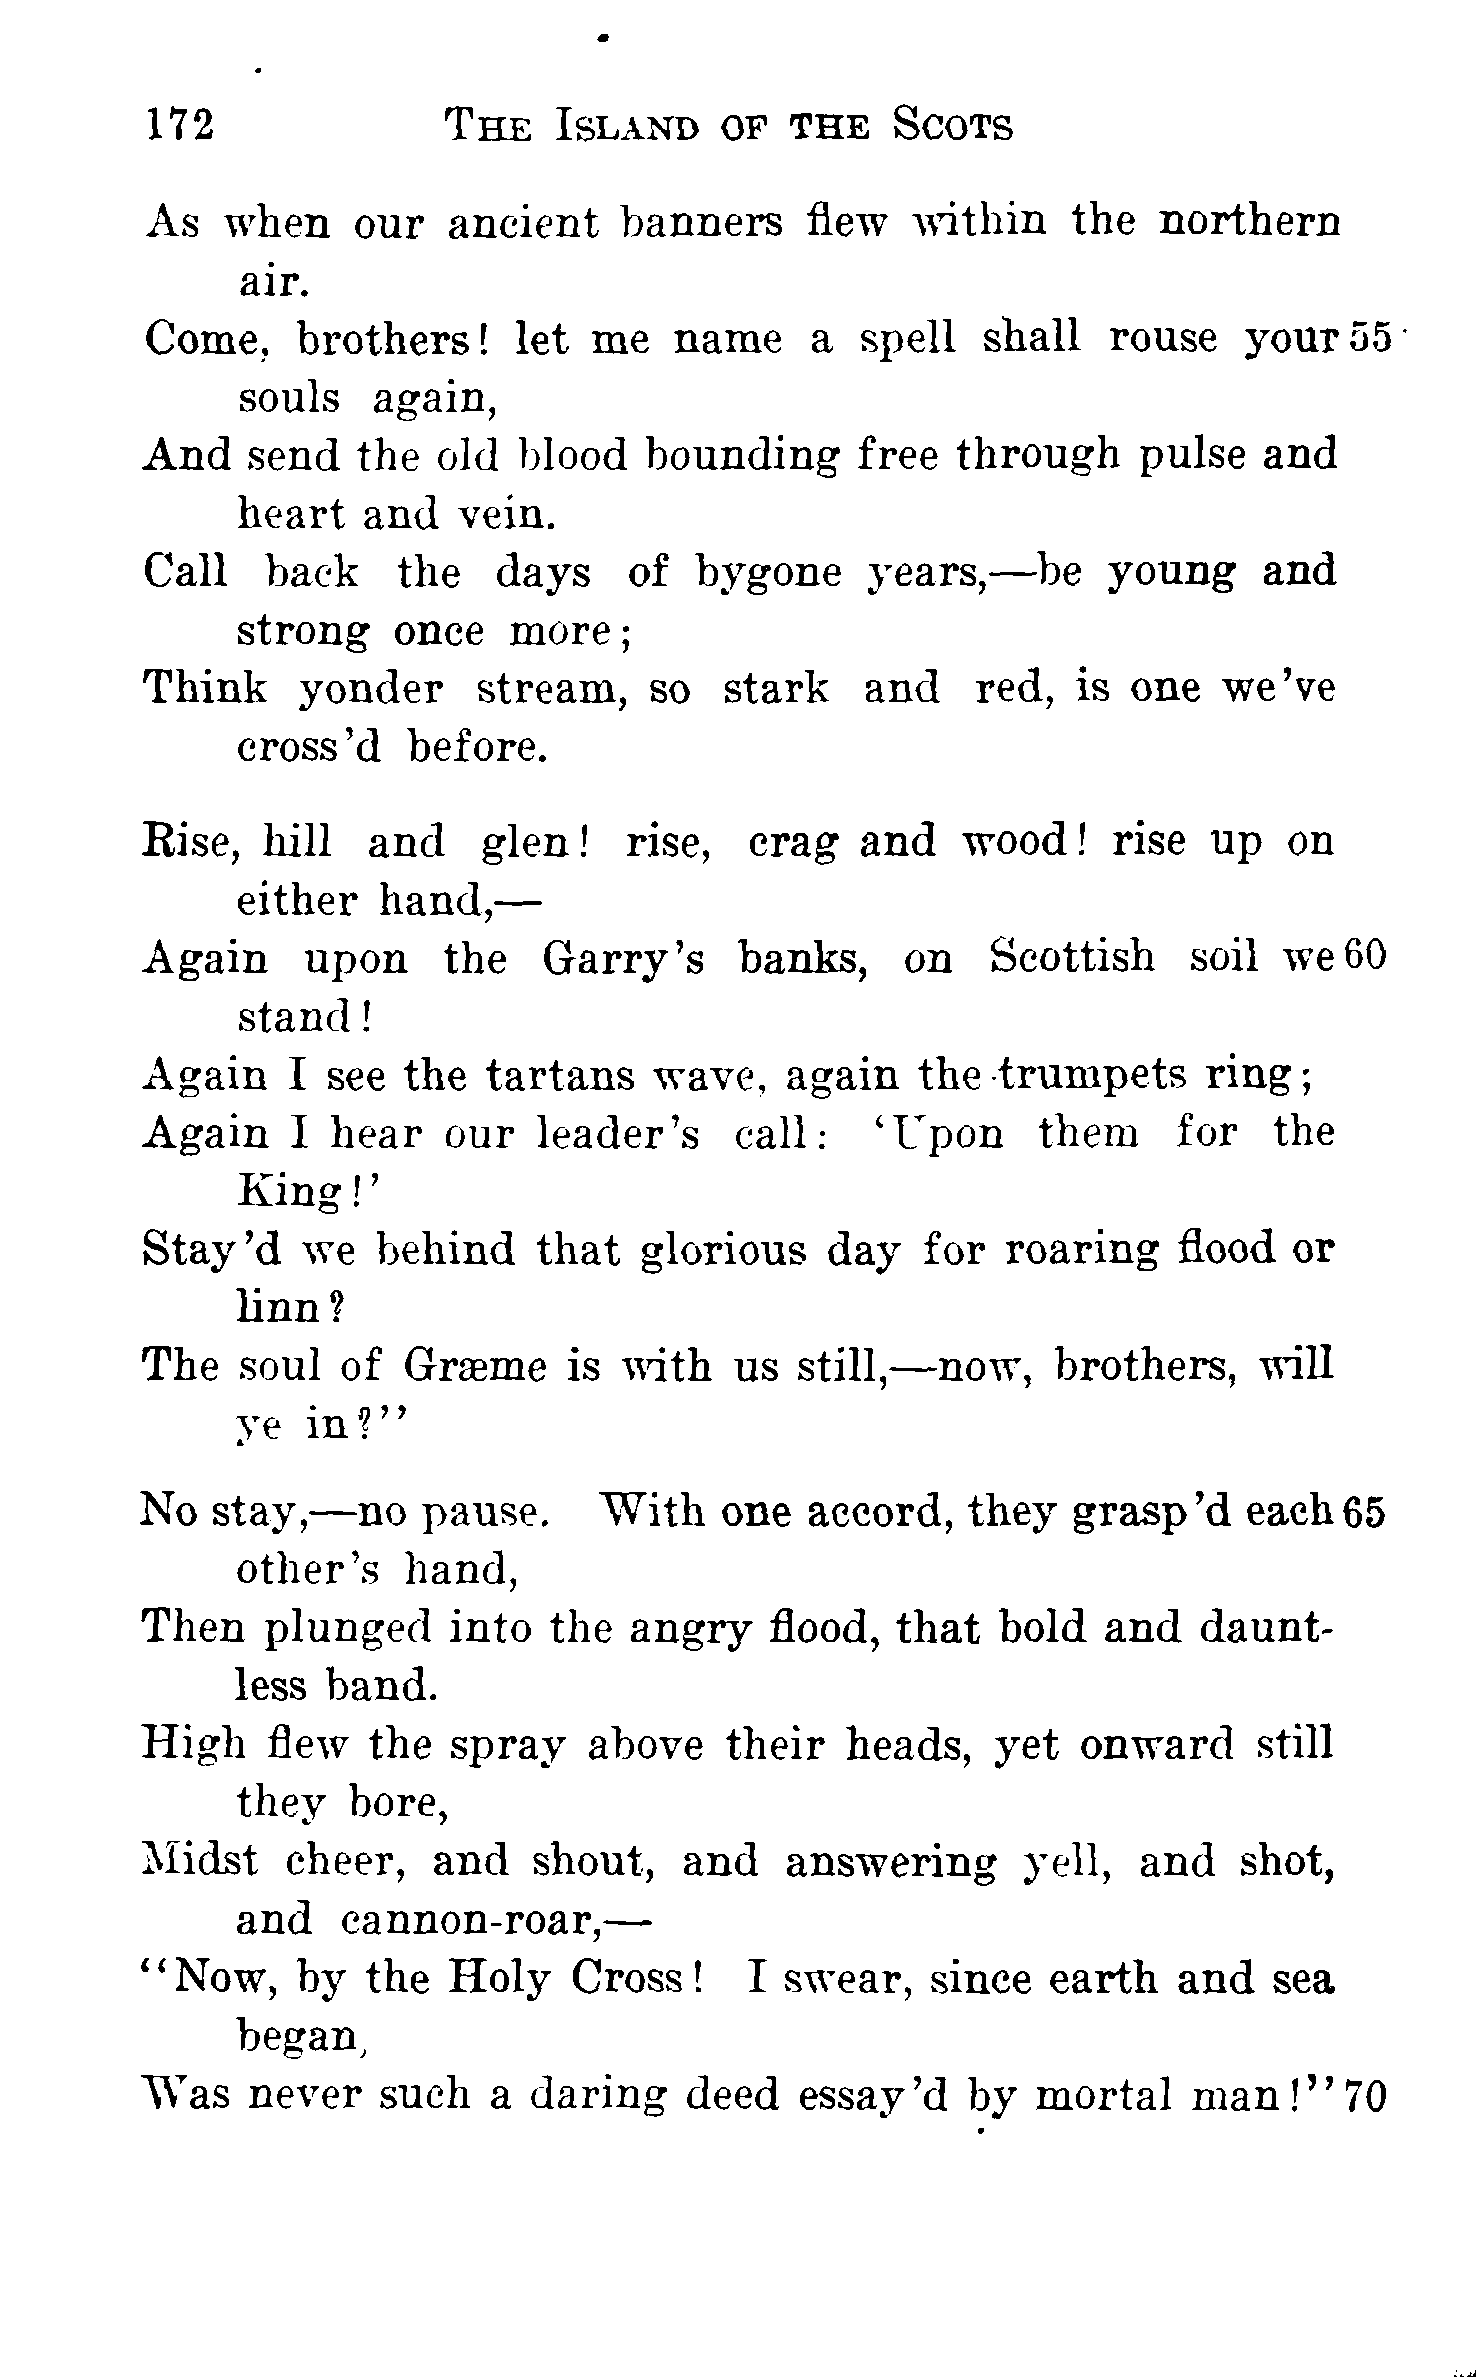 172 THE ISLAND OF THE SCOTS
As when our ancient banners flew within the northern
air.
Come, brothers! let me name a spell shall rouse your 55
souls again,
And send the old blood bounding free through pulse and
heart and vein.
Call back the days of bygone years,—be young and
strong once more;
Think yonder stream, so stark and red, is one we've
cross'd before.
Rise, hill and glen! rise, crag and wood! rise up on
either hand,—
Again upon the Garry's banks, on Scottish soil we 60
stand!
Again I see the tartans wave, again the trumpets ring;
Again I hear our leader's call: 'Upon them for the
King!'
Stay'd we behind that glorious day for roaring flood or
linn?
The soul of Græme is with us still,—now, brothers, will
ye in?"
No stay,—no pause. With one accord, they grasp'd each 65
other's hand,
Then plunged into the angry flood, that bold and daunt-
less band.
High flew the spray above their heads, yet onward still
they bore,
Midst cheer, and shout, and answering yell, and shot,
and cannon-roar,—
"Now, by the Holy Cross! I swear, since earth and sea
began,
Was never such a daring deed essay'd by mortal man!" 70